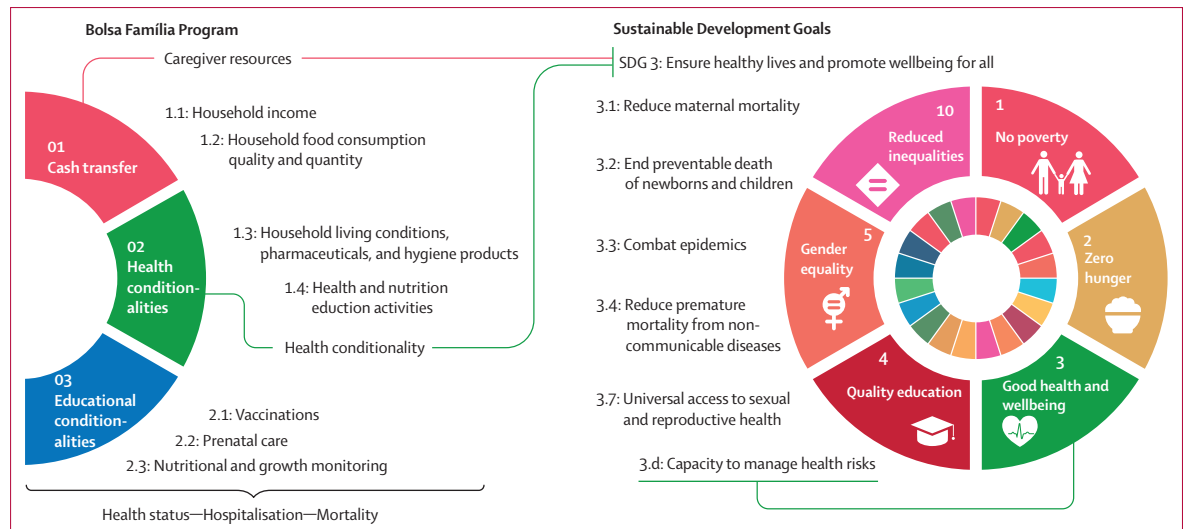 Bolsa Família Program
Caregiver resources
1.1: Household income
1.2: Household food consumption
quality and quantity
01
Cash transfer
1.3: Household living conditions,
pharmaceuticals, and hygiene products
02
Health
condition-
alities
1.4: Health and nutrition
eduction activities
Health conditionality
03
Educational
condition-
alities
2.1: Vaccinations
2.2: Prenatal care
2.3: Nutritional and growth monitoring
Health status—Hospitalisation—Mortality
Sustainable Development Goals
SDG 3: Ensure healthy lives and promote wellbeing for all
3.1: Reduce maternal mortality
3.2: End preventable death
of newborns and children
3.3: Combat epidemics
3.4: Reduce premature
mortality from non-
communicable diseases
3.7: Universal access to sexual
and reproductive health
3.d: Capacity to manage health risks
10
Reduced
inequalities
1
No poverty
2
Zero
hunger
3
Good health and
wellbeing
4
Quality education
5
Gender
equality